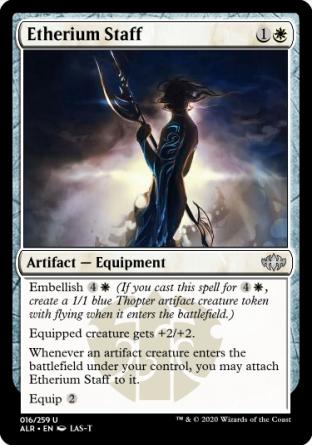 Etherium Staff 1
Artifact — Equipment
Embellish 4 (If you cast this spell for 4 ,
create a 1/1 blue Thopter artifact creature token
with flying when it enters the battlefield.)
Equipped creature gets +2/+2.
Whenever an artifact creature enters the
battlefield under your control, you may attach
Etherium Staff to it.
Equip 2
016/259 U
ALR • EN LAS-T
™ & © 2020 Wizards of the Coast